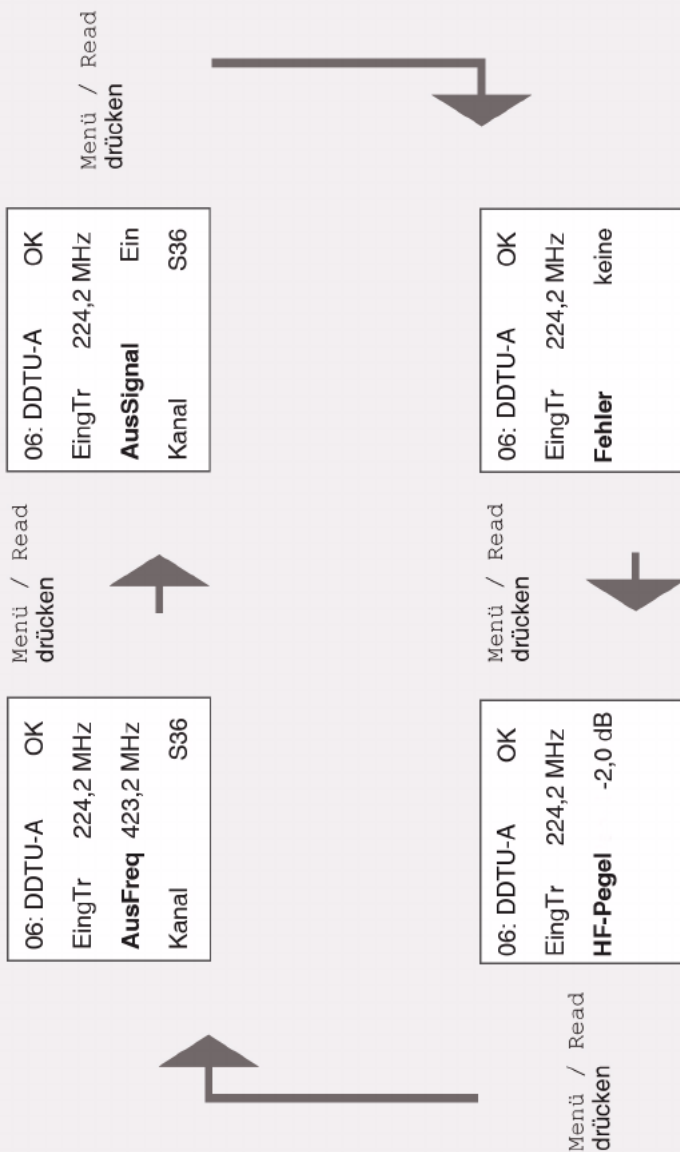 06: DDTU-A OK
EingTr 224,2 MHz
AusFreq 423,2 MHz
Kanal S36
Menü / Read
drücken
06: DDTU-A OK
EingTr 224,2 MHz
AusSignal Ein
Kanal S36
Menü / Read
drücken
Menü / Read
drücken
06: DDTU-A OK
EingTr 224,2 MHz
HF-Pegel -2,0 dB
Menü / Read
drücken
06: DDTU-A OK
EingTr 224,2 MHz
Fehler keine